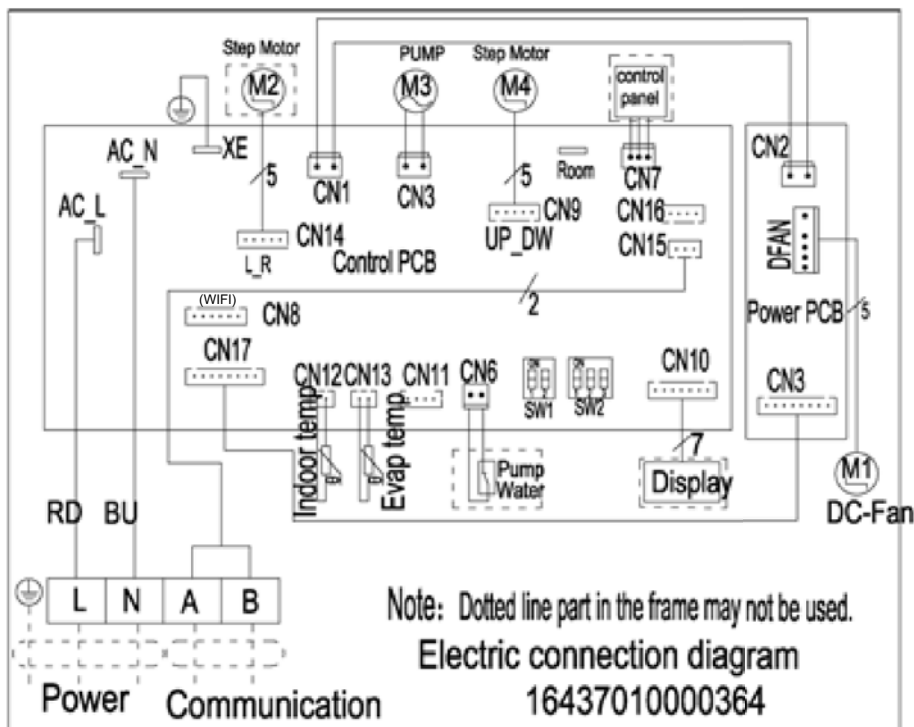 Step Motor
PUMP
Step Motor
M2
M3
M4
control
panel
AC_N
XE
CN2
5
CN1
CN3
5
Room
CN7
AC_L
CN14
CN9
CN16
UP_DW
CN15
DFAN
L_R
Control PCB
(WIFI)
2
CN8
Power PCB
5
CN17
CN12
CN13
CN11
CN6
ON
ON
CN10
CN3
SW1
SW2
Indoor temp
Evap temp
7
Pump
Water
Display
M1
RD
BU
DC-Fan
L
N
A
B
Note: Dotted line part in the frame may not be used.
Electric connection diagram
Power
Communication
16437010000364